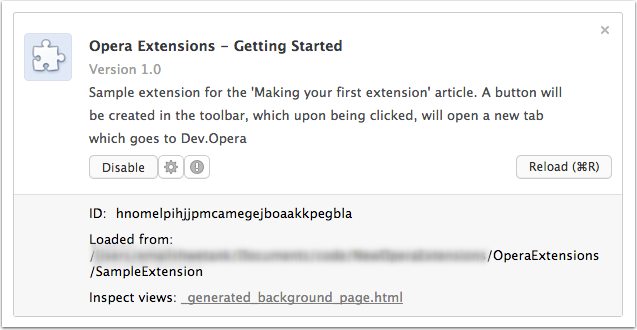 Opera Extensions – Getting Started
Version 1.0
Sample extension for the 'Making your first extension' article. A button will
be created in the toolbar, which upon being clicked, will open a new tab
which goes to Dev.Opera
Disable
Reload (⌘R)
ID: hnomelpihjjpmcamegejboaakkpegbla
Loaded from:
/ /OperaExtensions
/SampleExtension
Inspect views: _generated_background_page.html